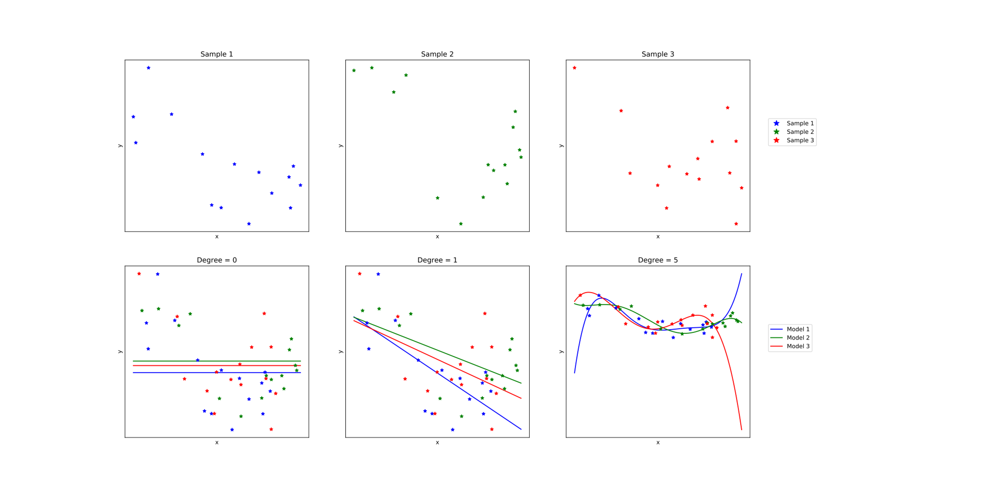 Sample 1
Sample 2
Sample 3
y
y
y
x
x
x
Sample 1
Sample 2
Sample 3
Degree = 0
Degree = 1
Degree = 5
y
y
y
x
x
x
Model 1
Model 2
Model 3